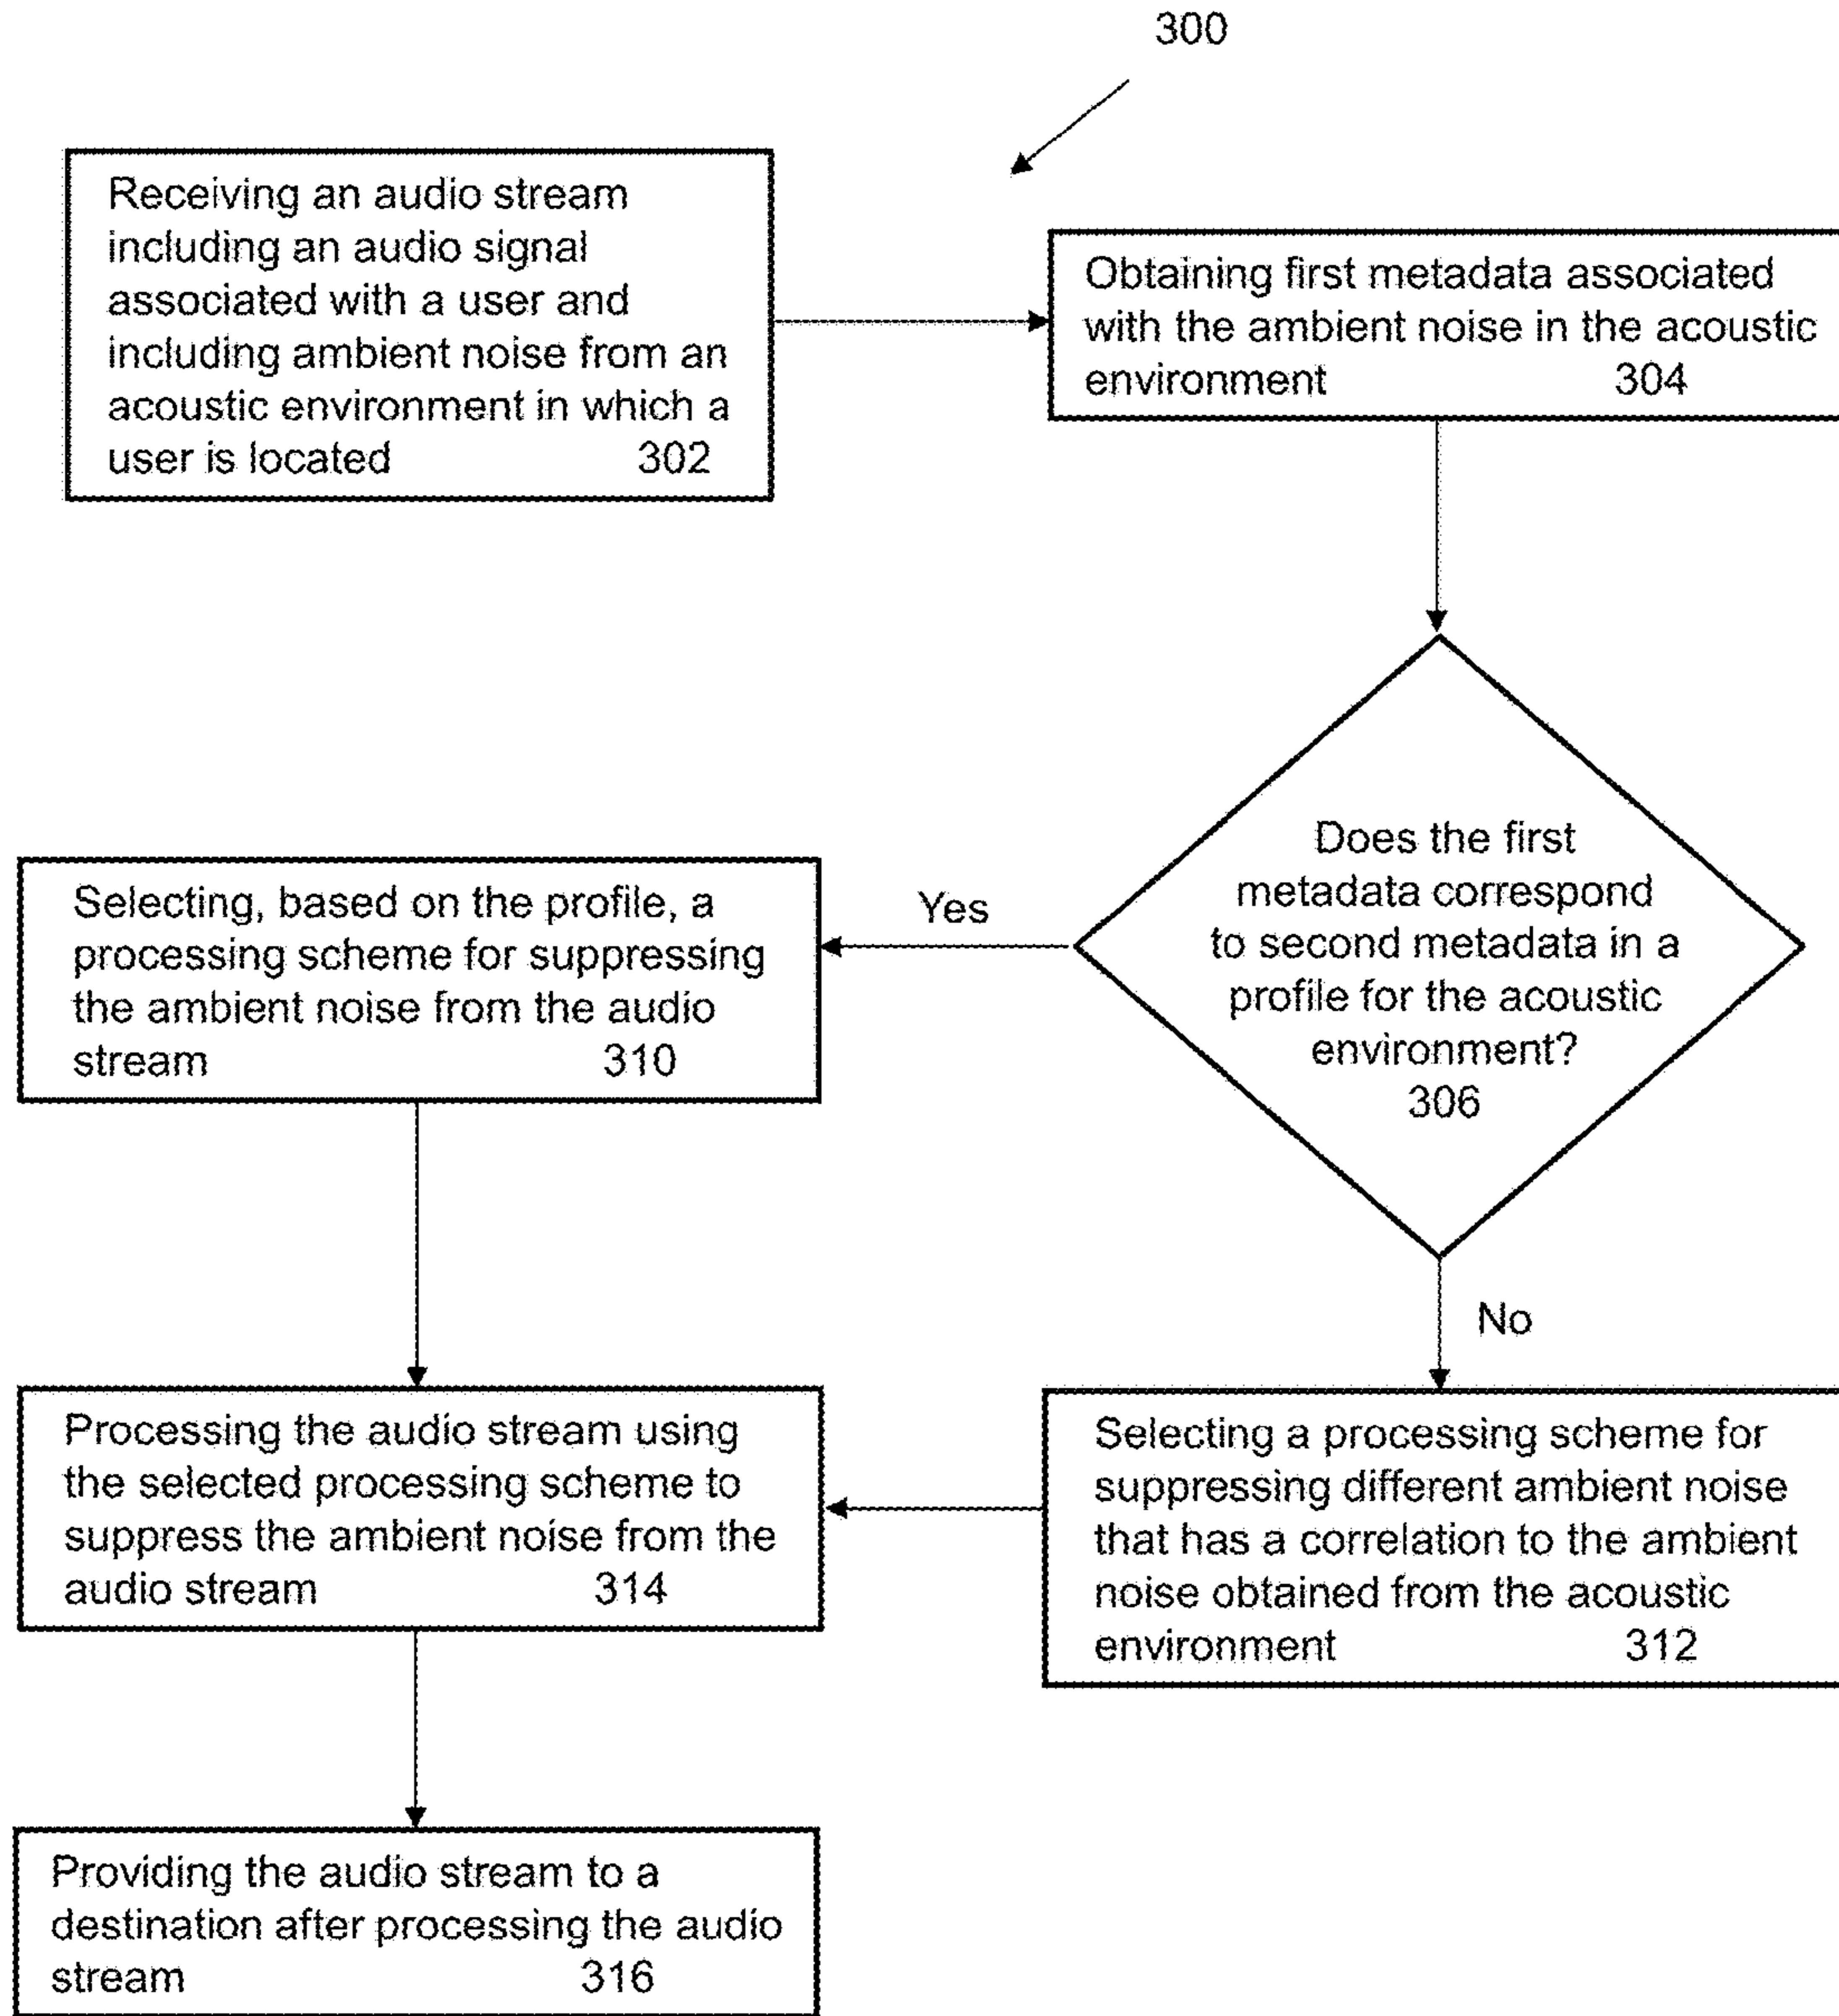 300
Receiving an audio stream
including an audio signal
associated with a user and
including ambient noise from an
acoustic environment in which a
user is located 302
Obtaining first metadata associated
with the ambient noise in the acoustic
environment 304
Does the first
metadata correspond
to second metadata in a
profile for the acoustic
environment?
306
Yes
Selecting, based on the profile, a
processing scheme for suppressing
the ambient noise from the audio
stream 310
No
Selecting a processing scheme for
suppressing different ambient noise
that has a correlation to the ambient
noise obtained from the acoustic
environment 312
Processing the audio stream using
the selected processing scheme to
suppress the ambient noise from the
audio stream 314
Providing the audio stream to a
destination after processing the audio
stream 316